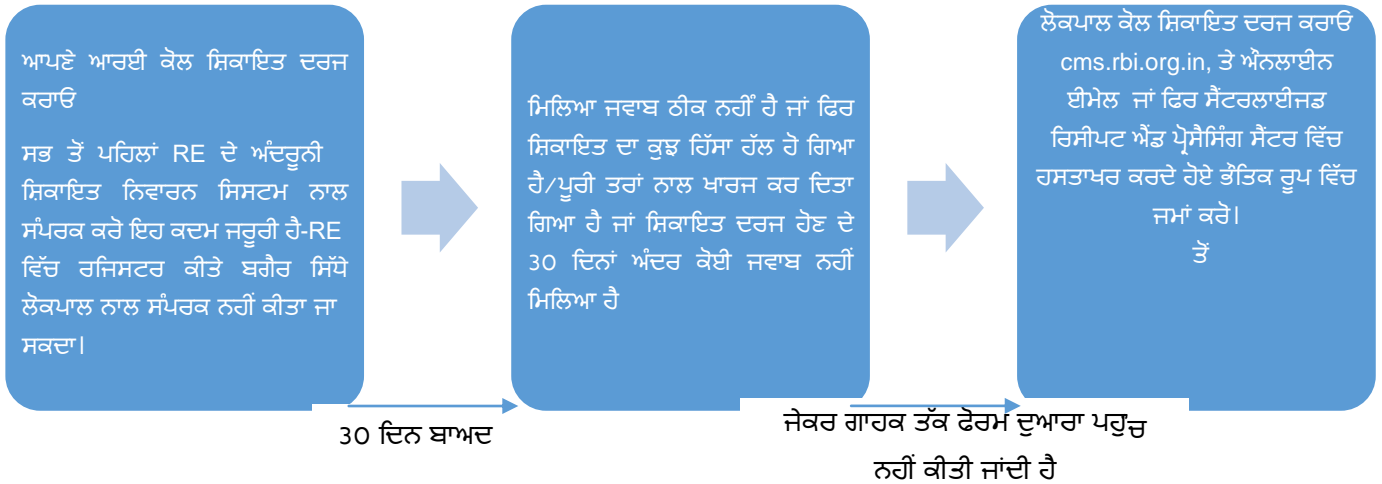 ਆਪਣੇ ਆਰਈ ਕੋਲ ਸ਼ਿਕਾਇਤ ਦਰਜ
ਕਰਾਓ
ਸਭ ਤੋਂ ਪਹਿਲਾਂ RE ਦੇ ਅੰਦਰੂਨੀ
ਸ਼ਿਕਾਇਤ ਨਿਵਾਰਨ ਸਿਸਟਮ ਨਾਲ
ਸੰਪਰਕ ਕਰੋ ਇਹ ਕਦਮ ਜਰੂਰੀ ਹੈ-RE
ਵਿੱਚ ਰਜਿਸਟਰ ਕੀਤੇ ਬਗੈਰ ਸਿੱਧੇ
ਲੋਕਪਾਲ ਨਾਲ ਸੰਪਰਕ ਨਹੀਂ ਕੀਤਾ ਜਾ
ਸਕਦਾ।
ਮਿਲਿਆ ਜਵਾਬ ਠੀਕ ਨਹੀਂ ਹੈ ਜਾਂ ਫਿਰ
ਸ਼ਿਕਾਇਤ ਦਾ ਕੁਝ ਹਿੱਸਾ ਹੱਲ ਹੋ ਗਿਆ
ਹੈ/ਪੂਰੀ ਤਰਾਂ ਨਾਲ ਖਾਰਜ ਕਰ ਦਿਤਾ
ਗਿਆ ਹੈ ਜਾਂ ਸ਼ਿਕਾਇਤ ਦਰਜ ਹੋਣ ਦੇ
੩੦ ਦਿਨਾਂ ਅੰਦਰ ਕੋਈ ਜਵਾਬ ਨਹੀਂ
ਮਿਲਿਆ ਹੈ
ਲੋਕਪਾਲ ਕੋਲ ਸ਼ਿਕਾਇਤ ਦਰਜ ਕਰਾਓ
cms.rbi.org.in, ਤੇ ਔਨਲਾਈਨ
ਈਮੇਲ ਜਾਂ ਫਿਰ ਸੈਂਟਰਲਾਈਜਡ
ਰਿਸੀਪਟ ਐਂਡ ਪ੍ਰੋਸੈਸਿੰਗ ਸੈਂਟਰ ਵਿੱਚ
ਹਸਤਾਖਰ ਕਰਦੇ ਹੋਏ ਭੌਤਿਕ ਰੂਪ ਵਿੱਚ
ਜਮਾਂ ਕਰੋ।
ਤੋਂ
੩੦ ਦਿਨ ਬਾਅਦ
ਜੇਕਰ ਗਾਹਕ ਤੱਕ ਫੋਰਮ ਦੁਆਰਾ ਪਹੁੰਚ
ਨਹੀਂ ਕੀਤੀ ਜਾਂਦੀ ਹੈ